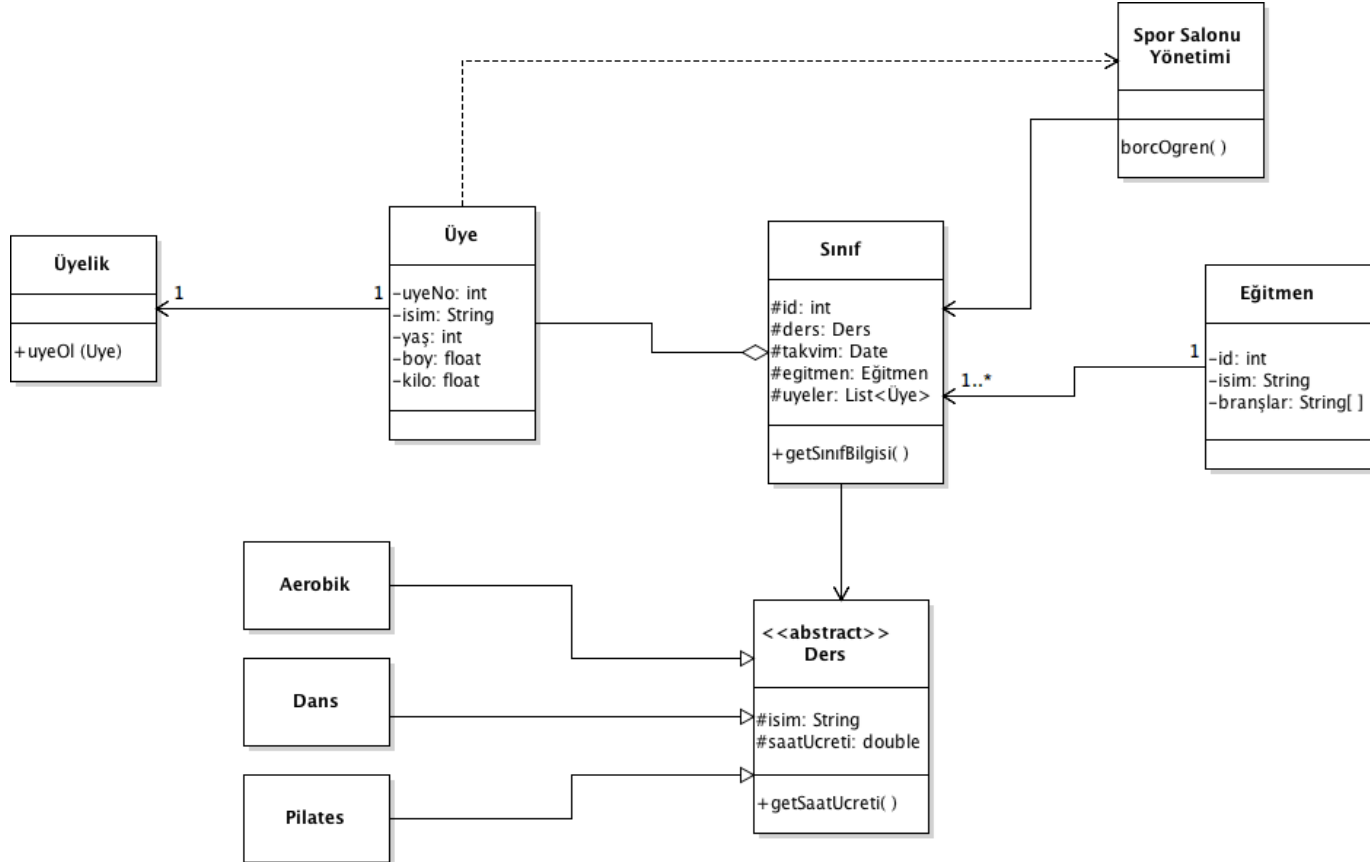 Spor Salonu
Yönetimi
borcOgren( )
Üyelik
+uyeOl (Uye)
1
1
Üye
-uyeNo: int
-isim: String
-yaş: int
-boy: float
-kilo: float
Sınıf
#id: int
#ders: Ders
#takvim: Date
#egitmen: Eğitmen
#uyeler: List<Üye>
+getSınıfBilgisi( )
1..*
1
Eğitmen
-id: int
-isim: String
-branşlar: String[ ]
Aerobik
Dans
Pilates
<<abstract>>
Ders
#isim: String
#saatUcreti: double
+getSaatUcreti( )